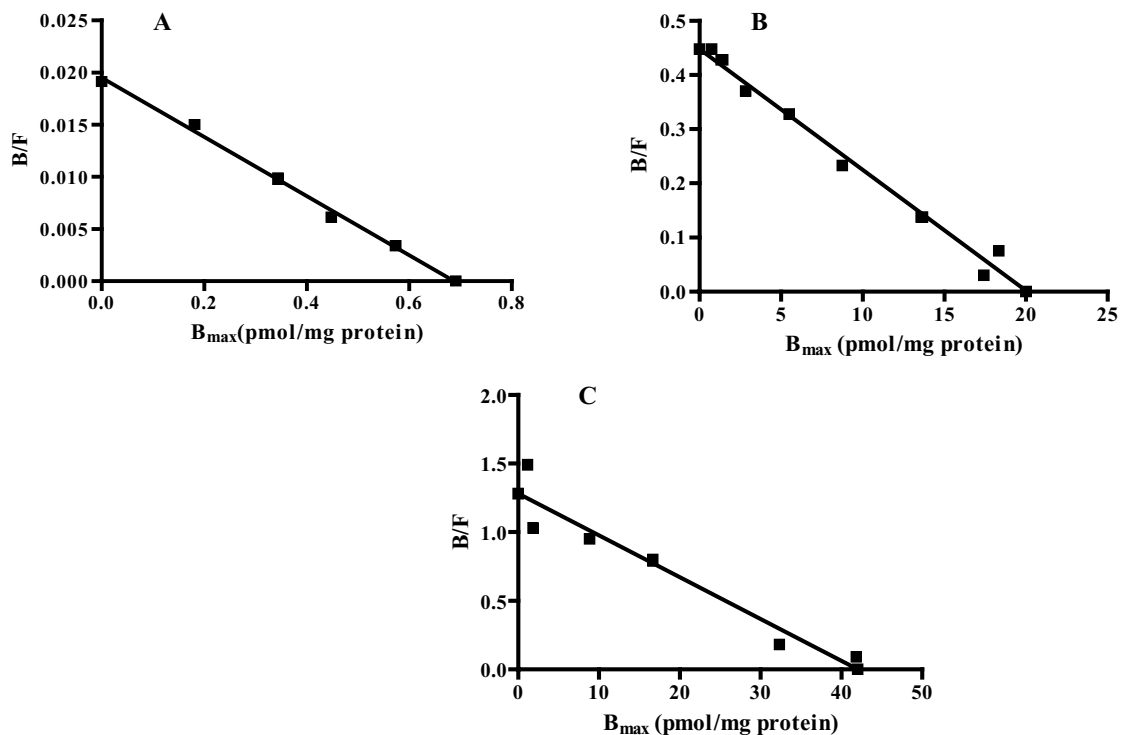 A
B/F
0.025
0.020
0.015
0.010
0.005
0.000
0.0 0.2 0.4 0.6 0.8
Bmax(pmol/mg protein)
B
B/F
0.5
0.4
0.3
0.2
0.1
0.0
0 5 10 15 20 25
Bmax (pmol/mg protein)
C
B/F
2.0
1.5
1.0
0.5
0.0
0 10 20 30 40 50
Bmax (pmol/mg protein)